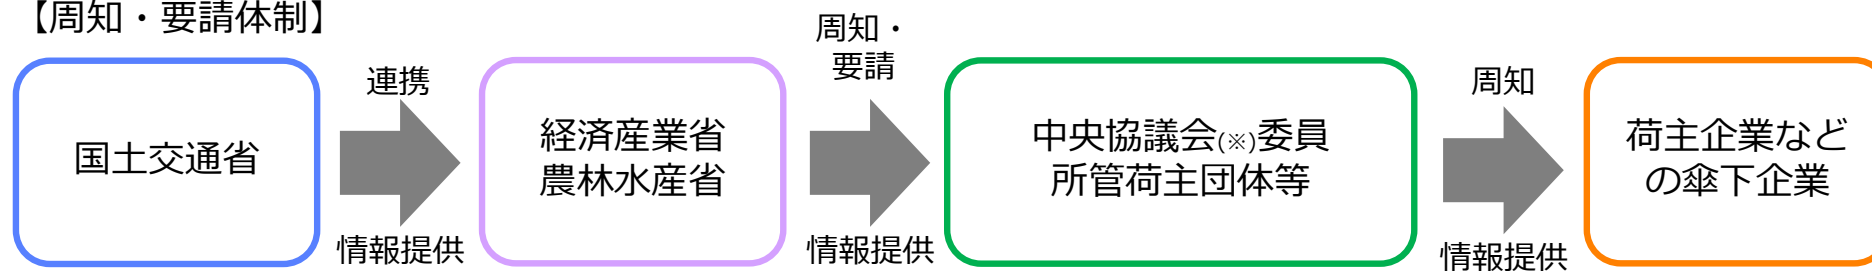 【周知・要請体制】
国土交通省
連携
情報提供
経済産業省
農林水産省
周知・
要請
情報提供
中央協議会(※)委員
所管荷主団体等
周知
情報提供
荷主企業など
の傘下企業